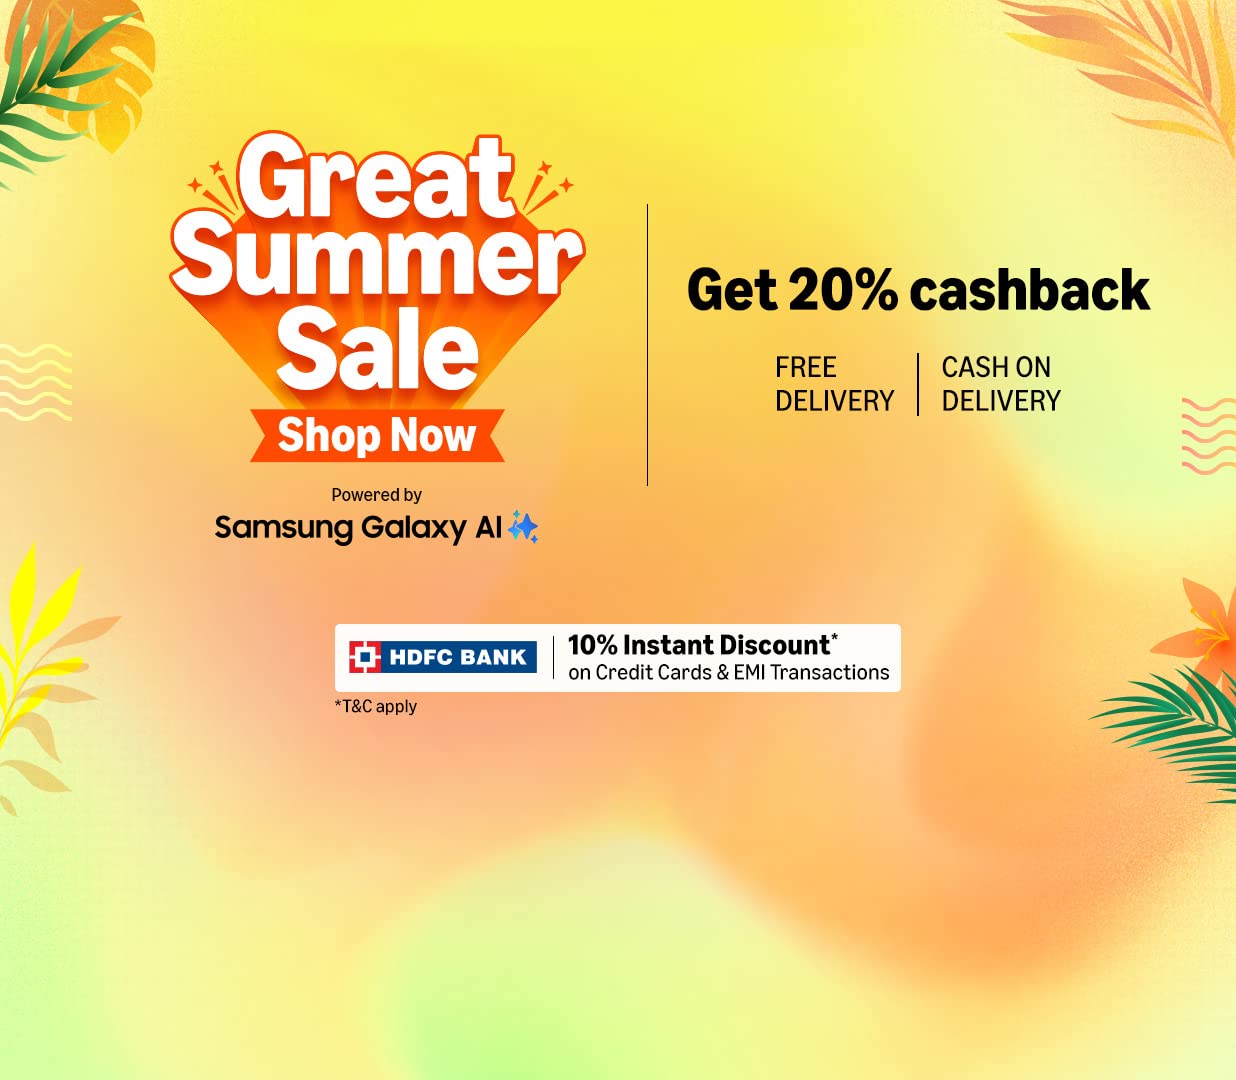 Great
Summer
Sale
Shop Now
Powered by
Samsung Galaxy AI
Get 20% cashback
FREE
DELIVERY
CASH ON
DELIVERY
HDFC BANK
10% Instant Discount*
on Credit Cards & EMI Transactions
*T&C apply